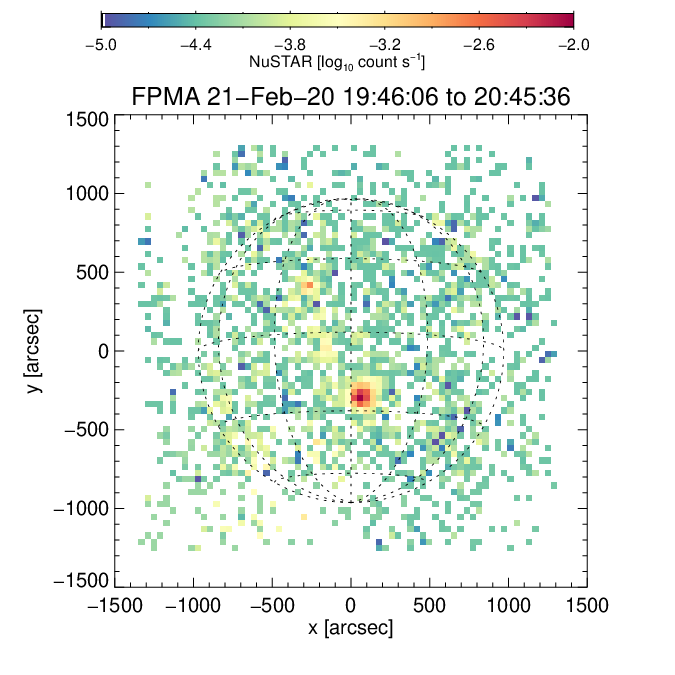 −5.0 −4.4 −3.8 −3.2 −2.6 −2.0
NuSTAR [log10 count s−1]
FPMA 21−Feb−20 19:46:06 to 20:45:36
1500
1000
500
0
−500
−1000
−1500
y [arcsec]
−1500 −1000 −500 0 500 1000 1500
x [arcsec]